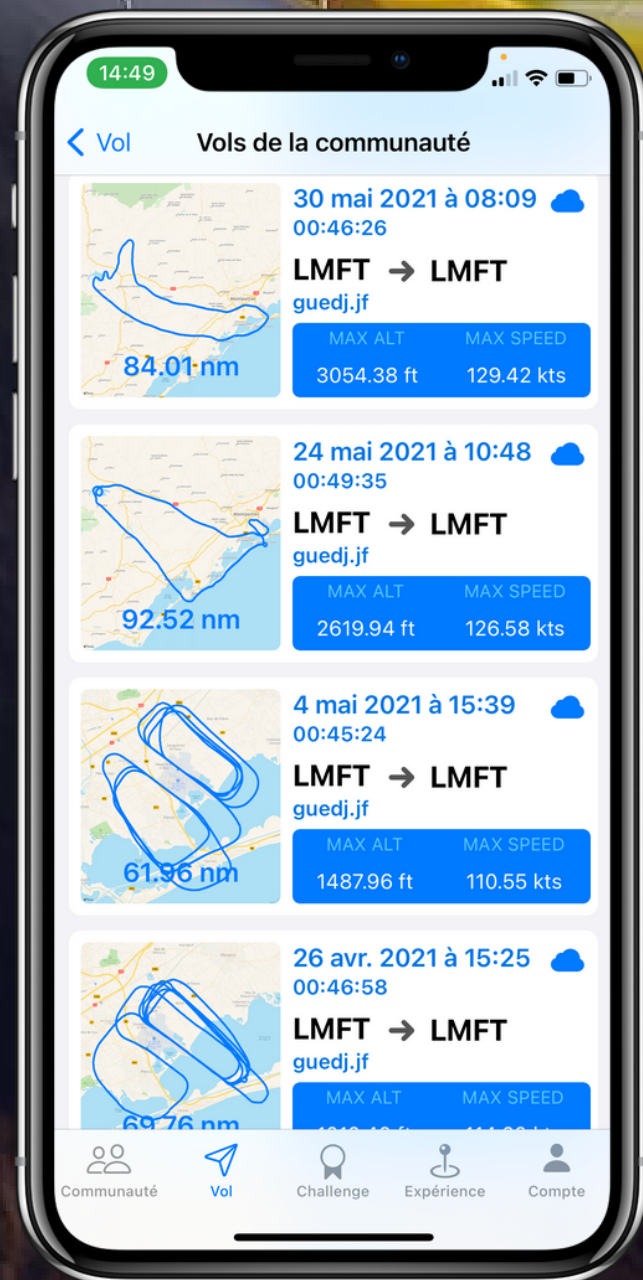 14:49
Vol
Vols de la communauté
30 mai 2021 à 08:09
00:46:26
LMFT → LMFT
guedj.jf
MAX ALT MAX SPEED
3054.38 ft 129.42 kts
84.01 nm
24 mai 2021 à 10:48
00:49:35
LMFT → LMFT
guedj.jf
MAX ALT MAX SPEED
2619.94 ft 126.58 kts
92.52 nm
4 mai 2021 à 15:39
00:45:24
LMFT → LMFT
guedj.jf
MAX ALT MAX SPEED
1487.96 ft 110.55 kts
61.96 nm
26 avr. 2021 à 15:25
00:46:58
LMFT → LMFT
guedj.jf
MAX ALT MAX SPEED
69.76 nm
Communauté Vol Challenge Expérience Compte